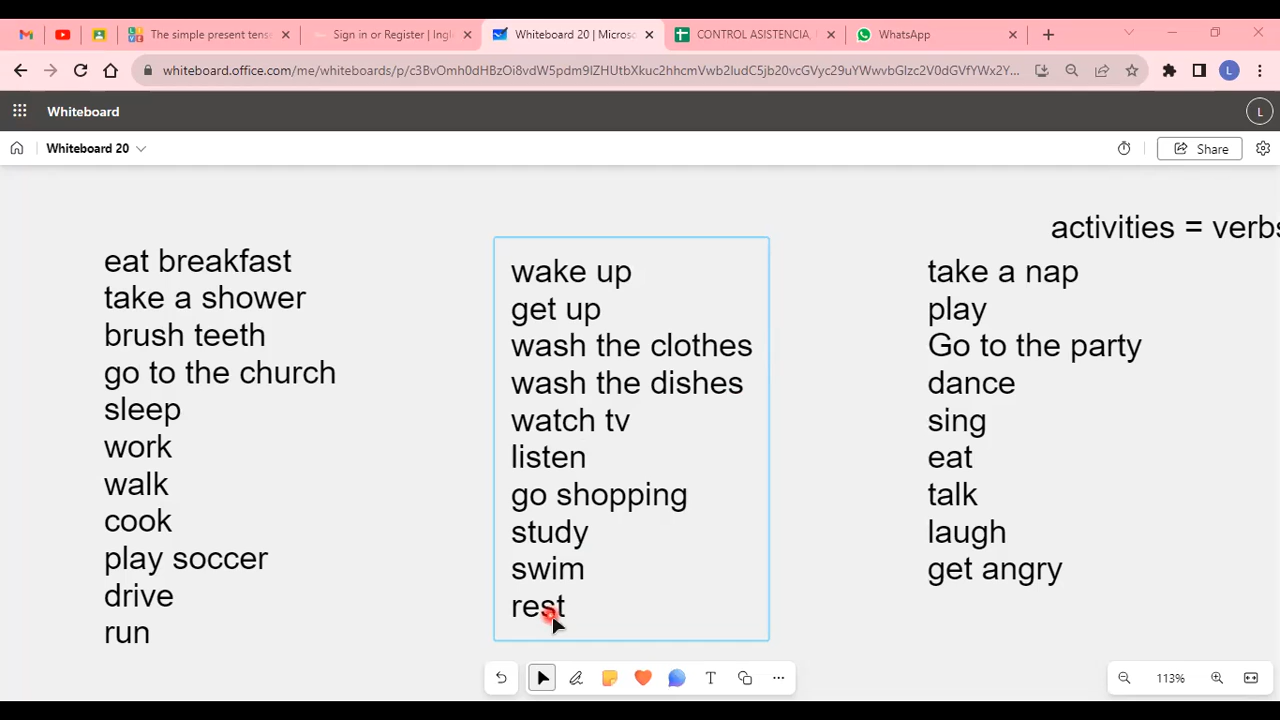 The simple present tens
Sign in or Register | Ingl
Whiteboard 20 | Micros
CONTROL ASISTENCIA
WhatsApp
Whiteboard
L
Whiteboard 20
Share
activities = verbs
eat breakfast
take a shower
brush teeth
go to the church
sleep
work
walk
cook
play soccer
drive
run
wake up
get up
wash the clothes
wash the dishes
watch tv
listen
go shopping
study
swim
rest
take a nap
play
Go to the party
dance
sing
eat
talk
laugh
get angry
113%